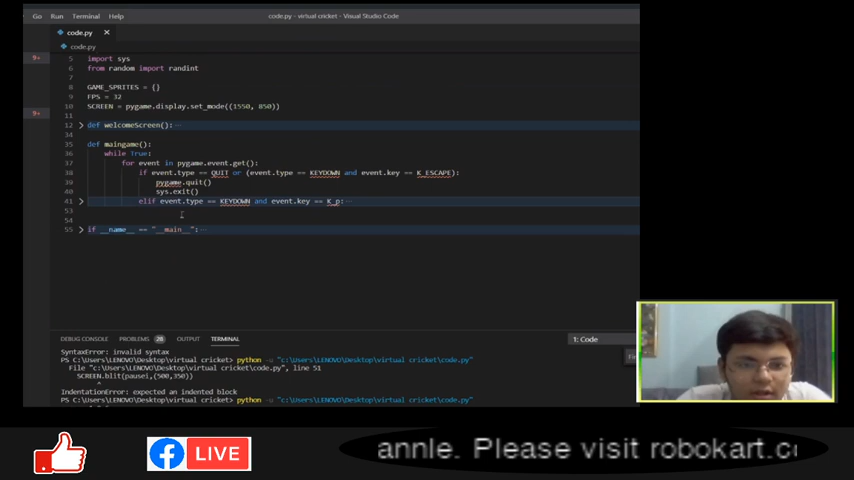 Go Run Terminal Help
code.py - virtual cricket - Visual Studio Code
code.py ×
code.py
9+
9+
5 import sys
6 from random import randint
7
8 GAME_SPRITES = {}
9 FPS = 32
10 SCREEN = pygame.display.set_mode((1550, 850))
11
12 def welcomeScreen():
34
35 def maingame():
36 while True:
37 for event in pygame.event.get():
38 if event.type == QUIT or (event.type == KEYDOWN and event.key == K_ESCAPE):
39 pygame.quit()
40 sys.exit()
41 elif event.type == KEYDOWN and event.key == K_p:
53
54
55 if __name__ == "__main__":
DEBUG CONSOLE PROBLEMS 28 OUTPUT TERMINAL
1: Code
SyntaxError: invalid syntax
PS C:\Users\LENOVO\Desktop\virtual cricket> python -u "c:\Users\LENOVO\Desktop\virtual cricket\code.py"
File "c:\Users\LENOVO\Desktop\virtual cricket\code.py", line 51
SCREEN.blit(pausei,(500,350))
^
IndentationError: expected an indented block
PS C:\Users\LENOVO\Desktop\virtual cricket> python -u "c:\Users\LENOVO\Desktop\virtual cricket\code.py"
f LIVE
annle. Please visit robokart.c